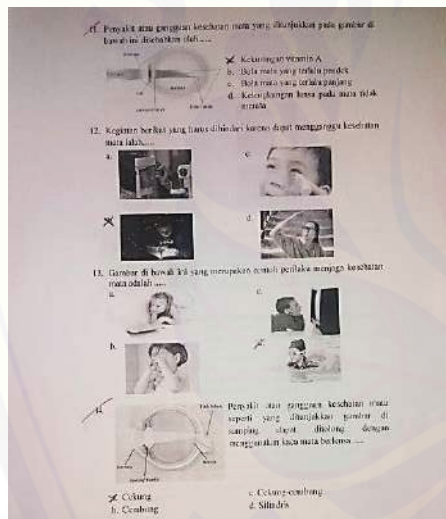 11. Penyakit atau gangguan kesehatan mata yang ditunjukkan pada gambar di
bawah ini disebabkan oleh .....
a. Kekurangan vitamin A
b. Bola mata yang terlalu pendek
c. Bola mata yang terlalu panjang
d. Kelengkungan lensa pada mata tidak
merata
12. Kegiatan berikut yang harus dihindari karena dapat mengganggu kesehatan
mata ialah.....
a.
c.
d.
13. Gambar di bawah ini yang merupakan contoh perilaku menjaga kesehatan
mata adalah .....
a.
c.
b.
Penyakit atau gangguan kesehatan mata
seperti yang ditunjukkan gambar di
samping dapat ditolong dengan
menggunakan kaca mata berlensa .....
Cekung
b. Cembung
c. Cekung-cembung
d. Silindris